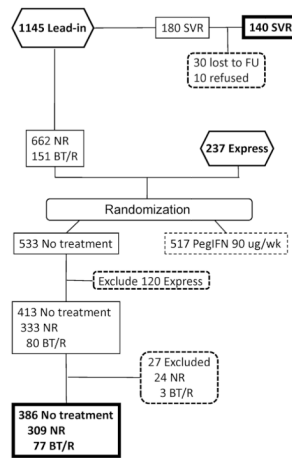 1145 Lead-in
180 SVR
140 SVR
30 lost to FU
10 refused
662 NR
151 BT/R
237 Express
Randomization
533 No treatment
517 PegIFN 90 ug/wk
Exclude 120 Express
413 No treatment
333 NR
80 BT/R
27 Excluded
24 NR
3 BT/R
386 No treatment
309 NR
77 BT/R